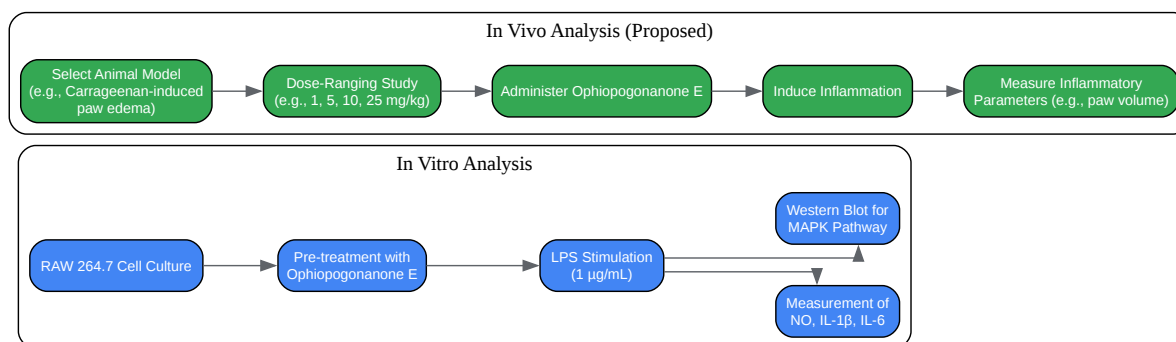 In Vivo Analysis (Proposed)
Select Animal Model
(e.g., Carrageenan-induced
paw edema)
Dose-Ranging Study
(e.g., 1, 5, 10, 25 mg/kg)
Administer Ophiopogonanone E
Induce Inflammation
Measure Inflammatory
Parameters (e.g., paw volume)
In Vitro Analysis
RAW 264.7 Cell Culture
Pre-treatment with
Ophiopogonanone E
LPS Stimulation
(1 µg/mL)
Western Blot for
MAPK Pathway
Measurement of
NO, IL-1β, IL-6